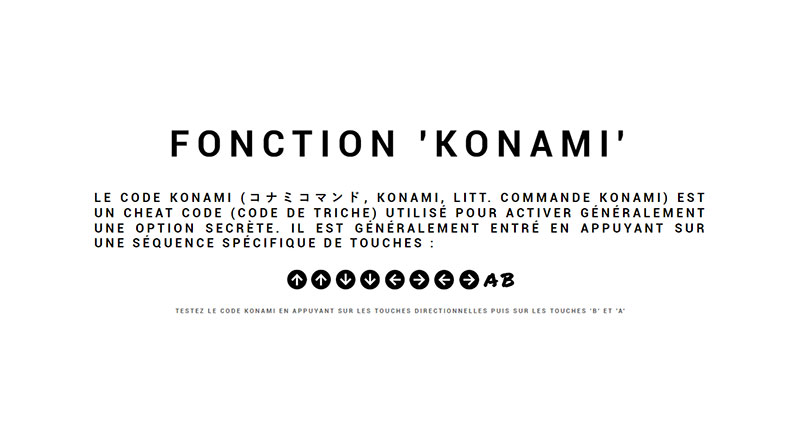 FONCTION 'KONAMI'
LE CODE KONAMI (コナミコマンド, KONAMI, LITT. COMMANDE KONAMI) EST
UN CHEAT CODE (CODE DE TRICHE) UTILISÉ POUR ACTIVER GÉNÉRALEMENT
UNE OPTION SECRÈTE. IL EST GÉNÉRALEMENT ENTRÉ EN APPUYANT SUR
UNE SÉQUENCE SPÉCIFIQUE DE TOUCHES :
↑↑↓↓←→←→AB
TESTEZ LE CODE KONAMI EN APPUYANT SUR LES TOUCHES DIRECTIONNELLES PUIS SUR LES TOUCHES 'B' ET 'A'